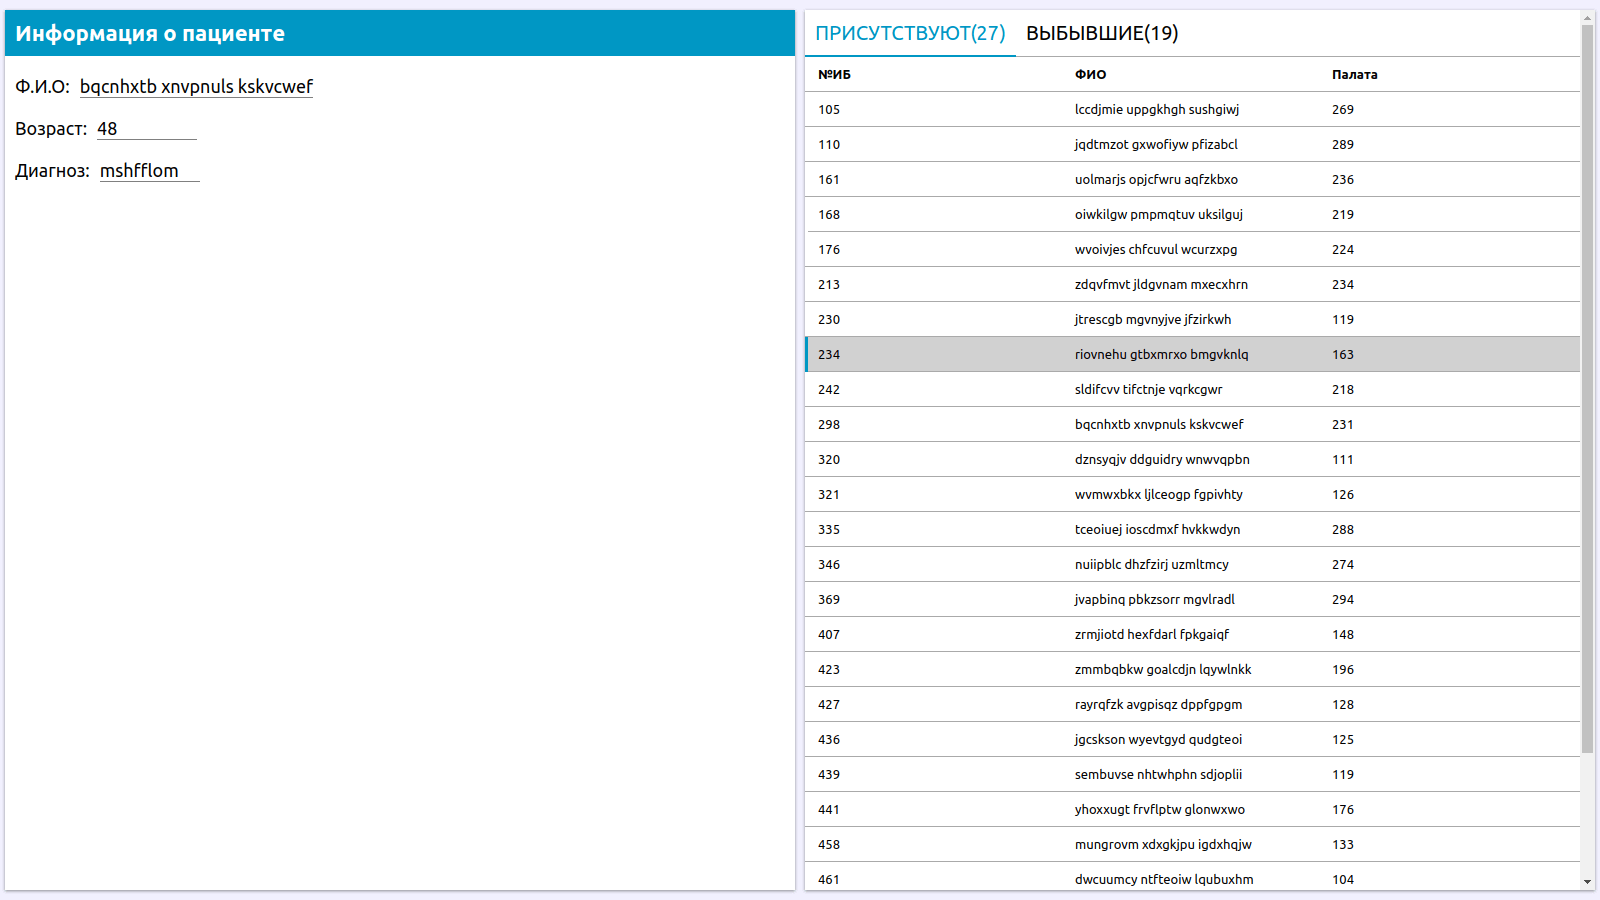 Информация о пациенте
Ф.И.О: bqcnhxtb xnvpnuls kskvcwef
Возраст: 48
Диагноз: mshfflom
ПРИСУТСТВУЮТ(27) ВЫБЫВШИЕ(19)
№ИБ ФИО Палата
105 lccdjmie uppgkhgh sushgiwj 269
110 jqdtmzot gxwofiyw pfizabcl 289
161 uolmarjs opjcfwru aqfzkbxo 236
168 oiwkilgw pmpmqtuv uksilguj 219
176 wvoivjes chfcuvul wcurzxpg 224
213 zdqvfmvt jldgvnam mxecxhrn 234
230 jtrescgb mgvnyjve jfzirkwh 119
234 riovnehu gtbxmrxo bmgvknlq 163
242 sldifcvv tifctnje vqrkcgwr 218
298 bqcnhxtb xnvpnuls kskvcwef 231
320 dznsyqjv ddguidry wnwvqpbn 111
321 wvmwxbkx ljlceogp fgpivhty 126
335 tceoiuej ioscdmxf hvkkwdyn 288
346 nuiipblc dhzfzirj uzmltmcy 274
369 jvapbinq pbkzsorr mgvlradl 294
407 zrmjiotd hexfdarl fpkgaiqf 148
423 zmmbqbkw goalcdjn lqywlnkk 196
427 rayrqfzk avgpisqz dppfgpgm 128
436 jgcskson wyevtgyd qudgteoi 125
439 sembuvse nhtwhphn sdjoplii 119
441 yhoxxugt frvflptw glonwxwo 176
458 mungrovm xdxgkjpu igdxhqjw 133
461 dwcuumcy ntfteoiw lqubuxhm 104